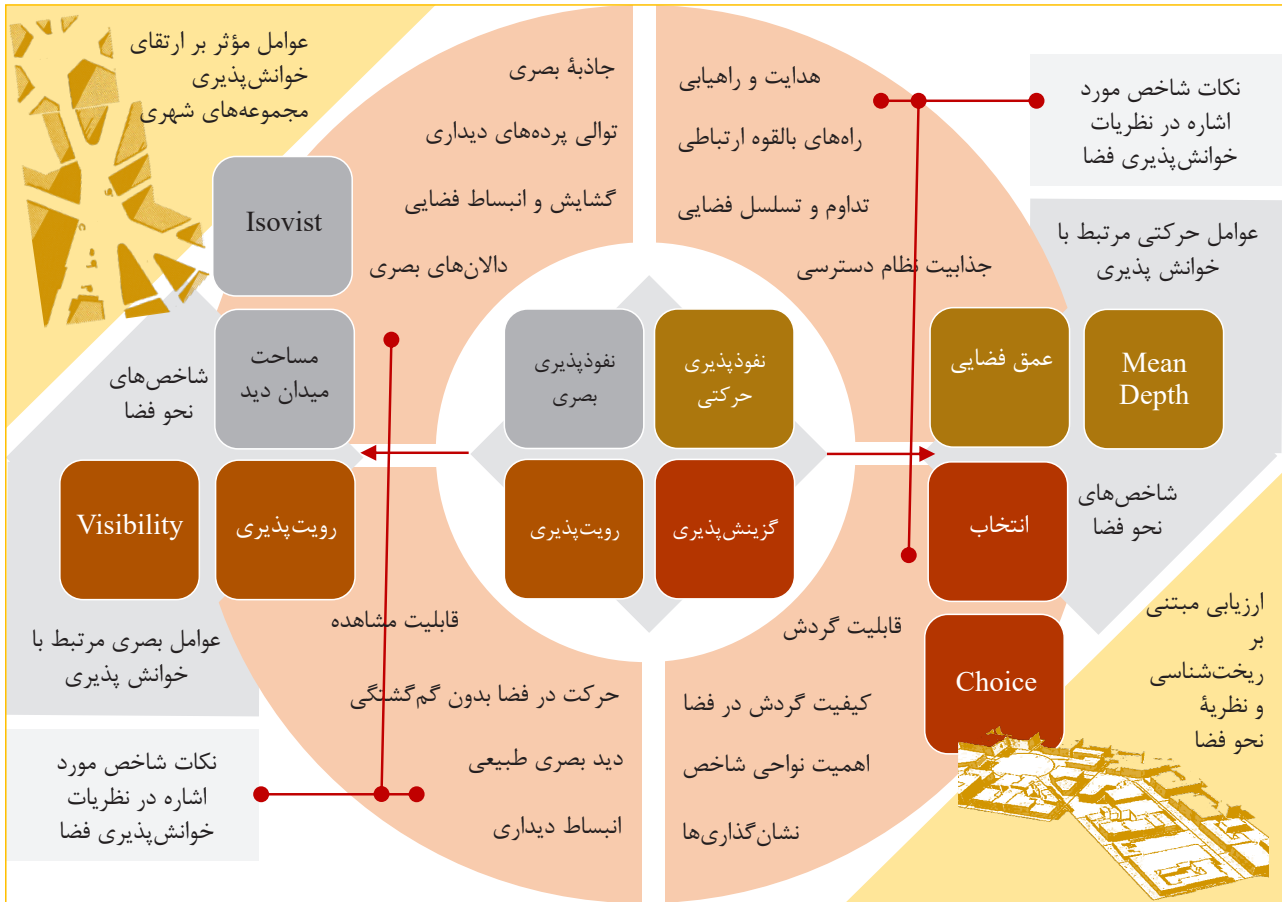 عوامل مؤثر بر ارتقای
خوانش‌پذیری
مجموعه‌های شهری
جاذبهٔ بصری
توالی پرده‌های دیداری
گشایش و انبساط فضایی
دالان‌های بصری
هدایت و راهیابی
راه‌های بالقوه ارتباطی
تداوم و تسلسل فضایی
جذابیت نظام دسترسی
نکات شاخص مورد
اشاره در نظریات
خوانش‌پذیری فضا
عوامل حرکتی مرتبط با
خوانش پذیری
Isovist
مساحت
میدان دید
شاخص‌های
نحو فضا
نفوذپذیری
بصری
نفوذپذیری
حرکتی
عمق فضایی
Mean
Depth
Visibility
رویت‌پذیری
رویت‌پذیری
گزینش‌پذیری
انتخاب
شاخص‌های
نحو فضا
عوامل بصری مرتبط با
خوانش پذیری
قابلیت مشاهده
حرکت در فضا بدون گم‌گشتگی
دید بصری طبیعی
انبساط دیداری
قابلیت گردش
کیفیت گردش در فضا
اهمیت نواحی شاخص
نشان‌گذاری‌ها
Choice
ارزیابی مبتنی
بر
ریخت‌شناسی
و نظریهٔ
نحو فضا
نکات شاخص مورد
اشاره در نظریات
خوانش‌پذیری فضا